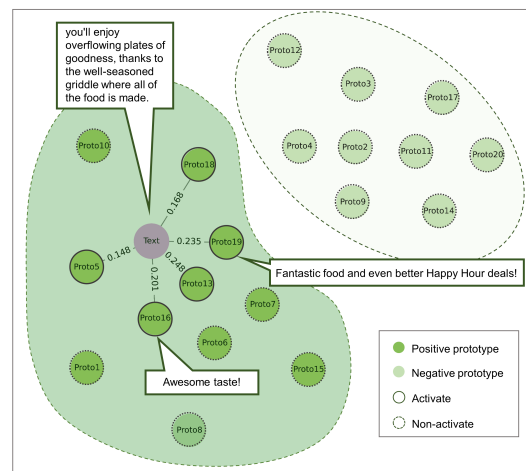 you'll enjoy
overflowing plates of
goodness, thanks to
the well-seasoned
griddle where all of
the food is made.
Proto12
Proto3
Proto17
Proto10
Proto18
Proto4
Proto2
Proto11
Proto20
0.168
Proto9
Proto14
Text
0.235
Proto19
0.148
Proto5
0.248
0.201
Proto13
Fantastic food and even better Happy Hour deals!
Proto7
Proto16
Proto6
Proto1
Awesome taste!
Proto15
Proto8
Positive prototype
Negative prototype
Activate
Non-activate